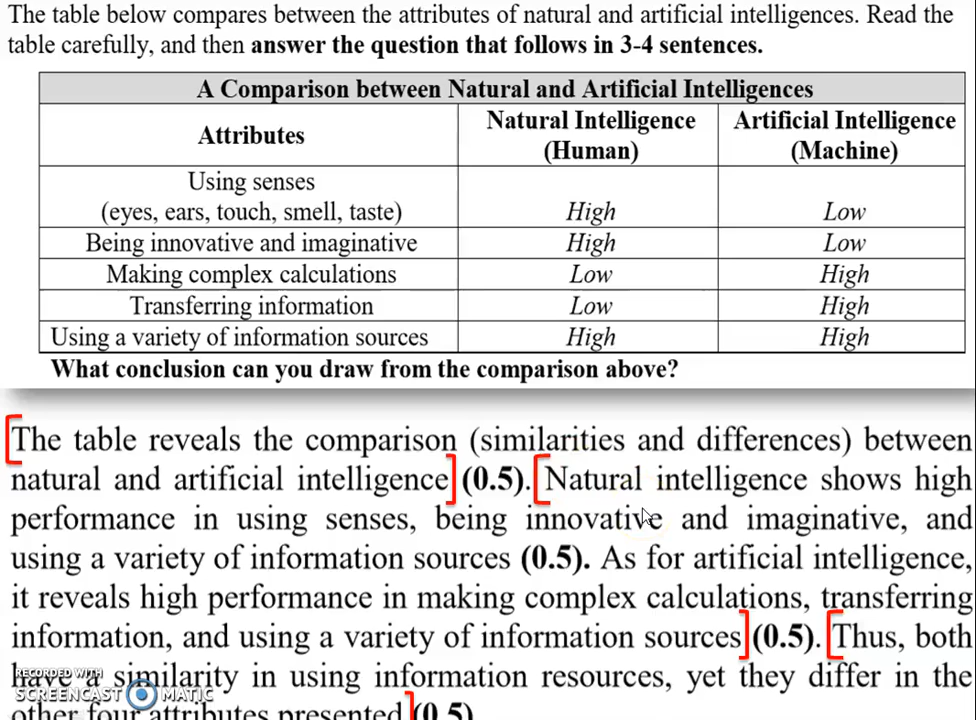 The table below compares between the attributes of natural and artificial intelligences. Read the
table carefully, and then answer the question that follows in 3-4 sentences.
A Comparison between Natural and Artificial Intelligences
Attributes Natural Intelligence (Human) Artificial Intelligence (Machine)
Using senses
(eyes, ears, touch, smell, taste) High Low
Being innovative and imaginative High Low
Making complex calculations Low High
Transferring information Low High
Using a variety of information sources High High
What conclusion can you draw from the comparison above?
The table reveals the comparison (similarities and differences) between
natural and artificial intelligence (0.5). Natural intelligence shows high
performance in using senses, being innovative and imaginative, and
using a variety of information sources (0.5). As for artificial intelligence,
it reveals high performance in making complex calculations, transferring
information, and using a variety of information sources (0.5). Thus, both
have a similarity in using information resources, yet they differ in the
other four attributes presented (0.5)
RECORDED WITH
SCREENCAST MATIC